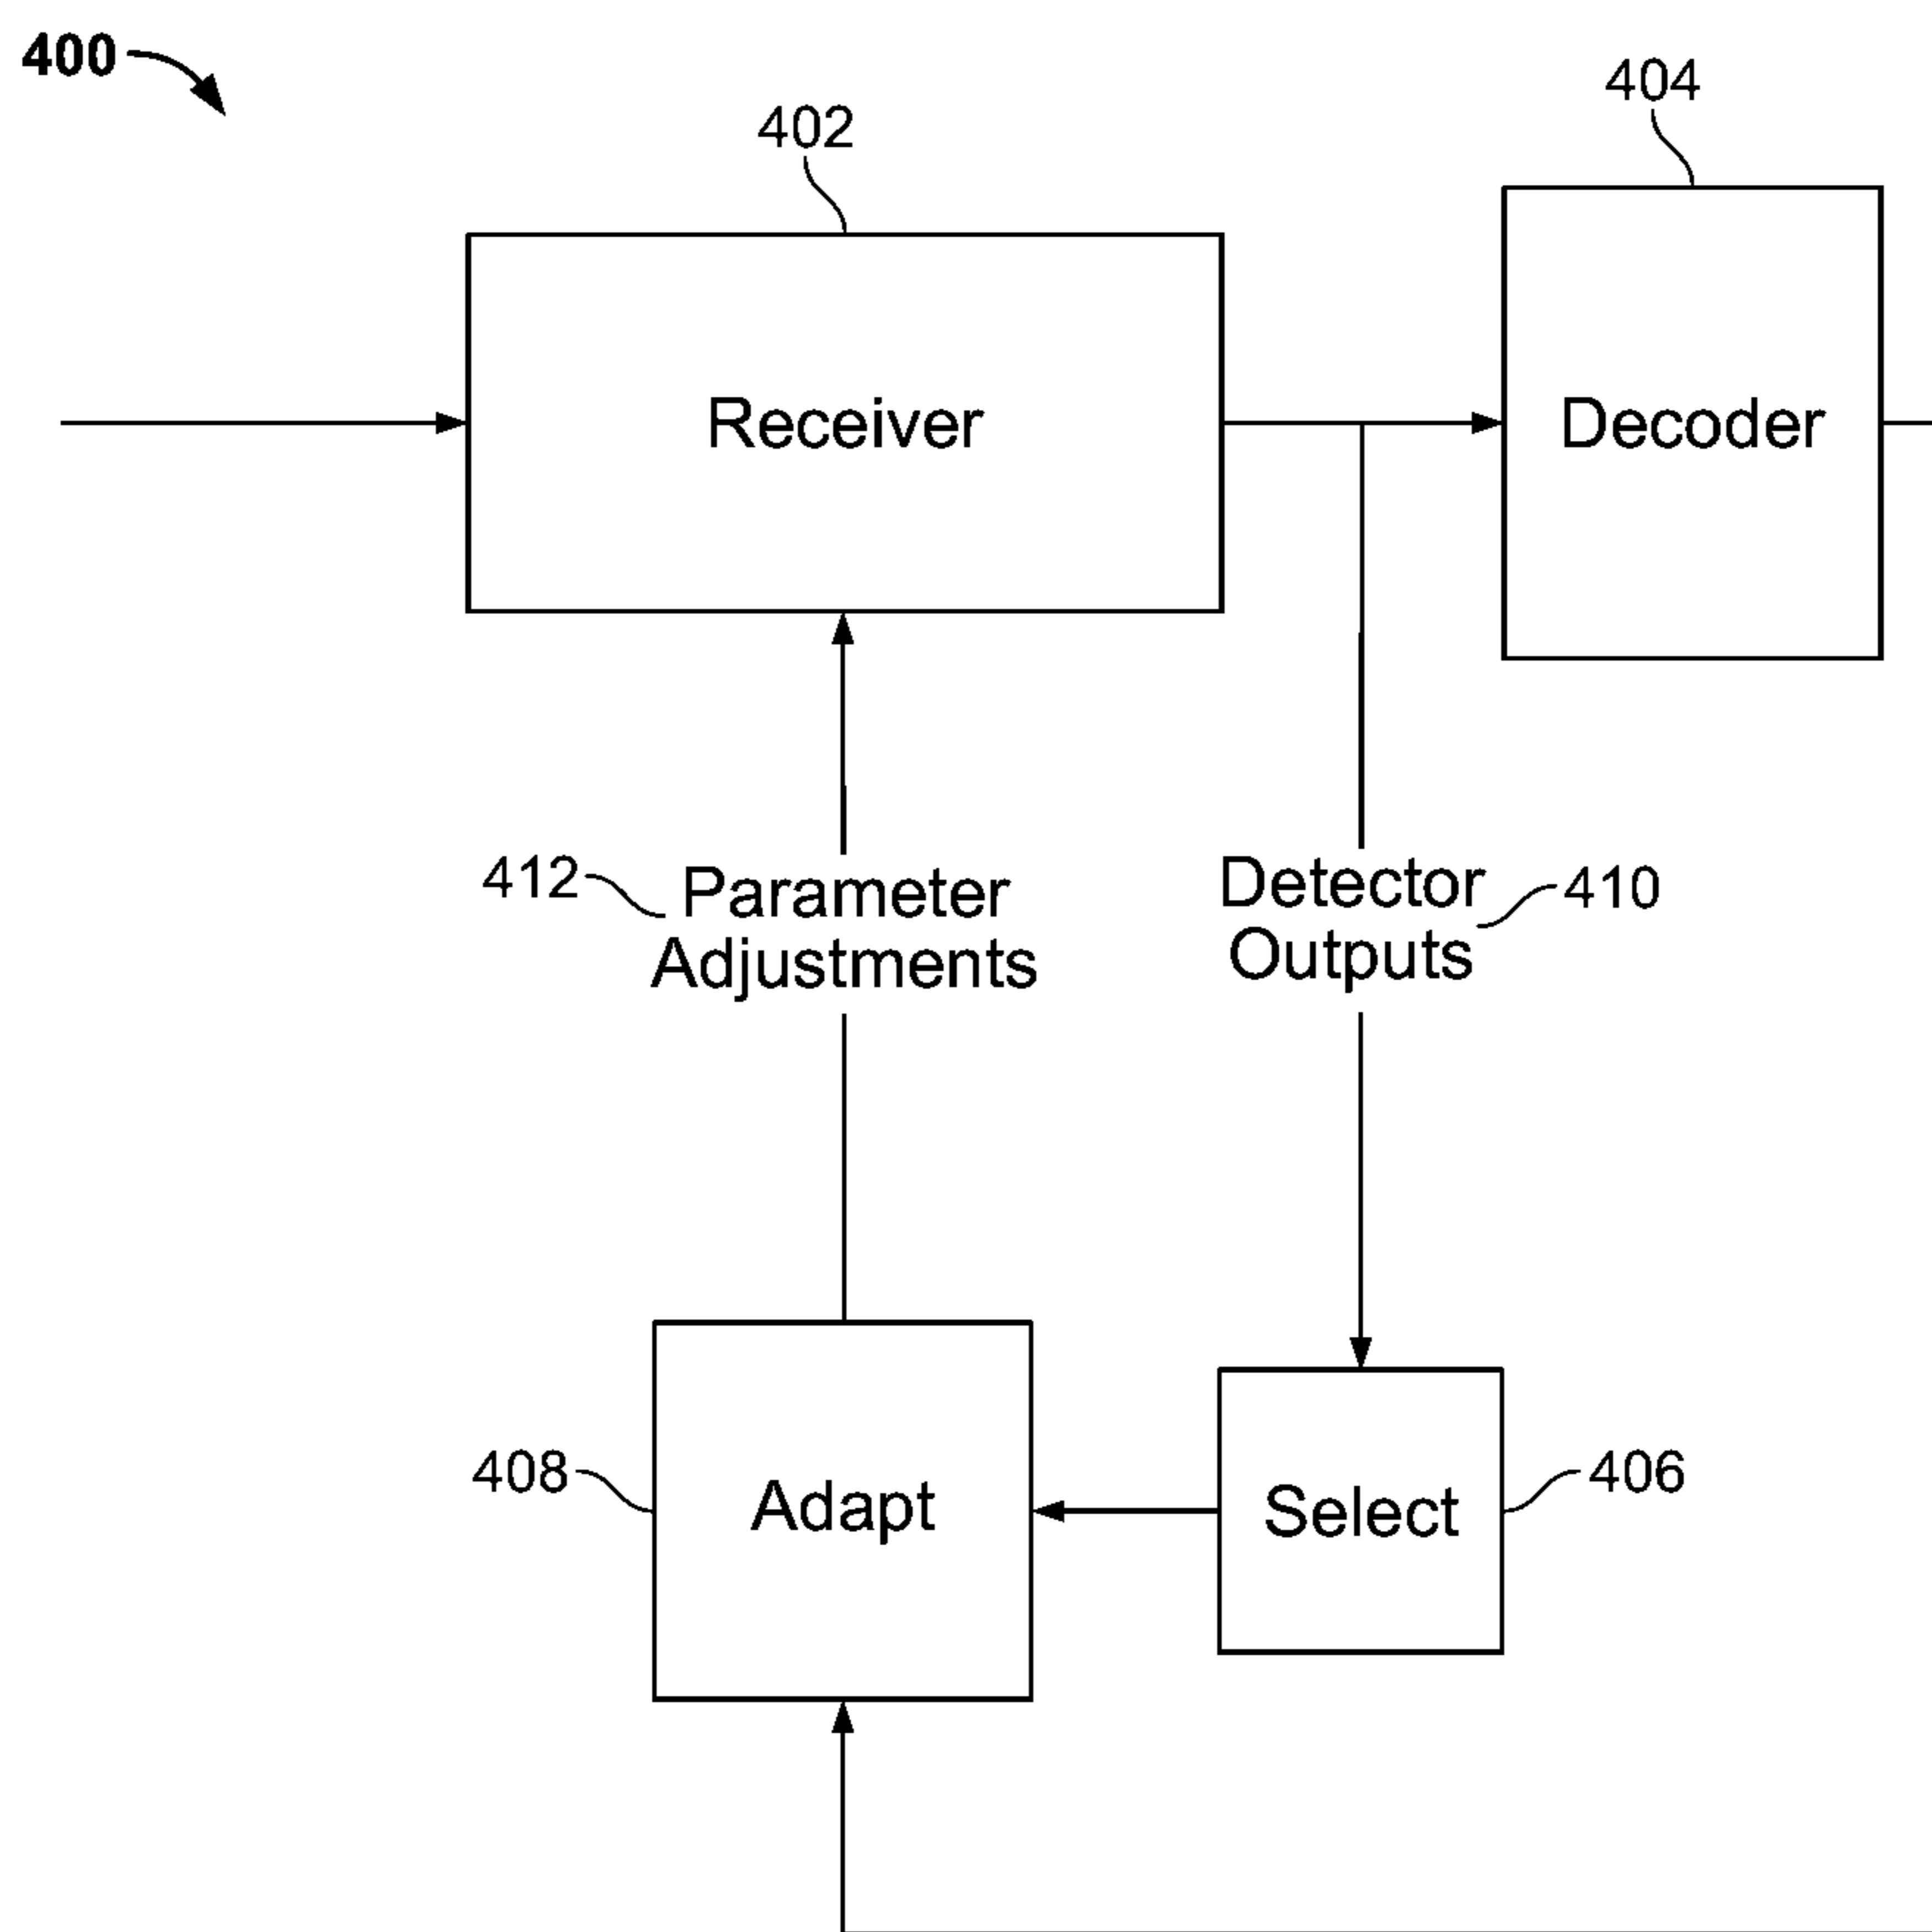 400
402
404
Receiver
Decoder
412
Parameter
Adjustments
Detector
Outputs
410
408
Adapt
Select
406